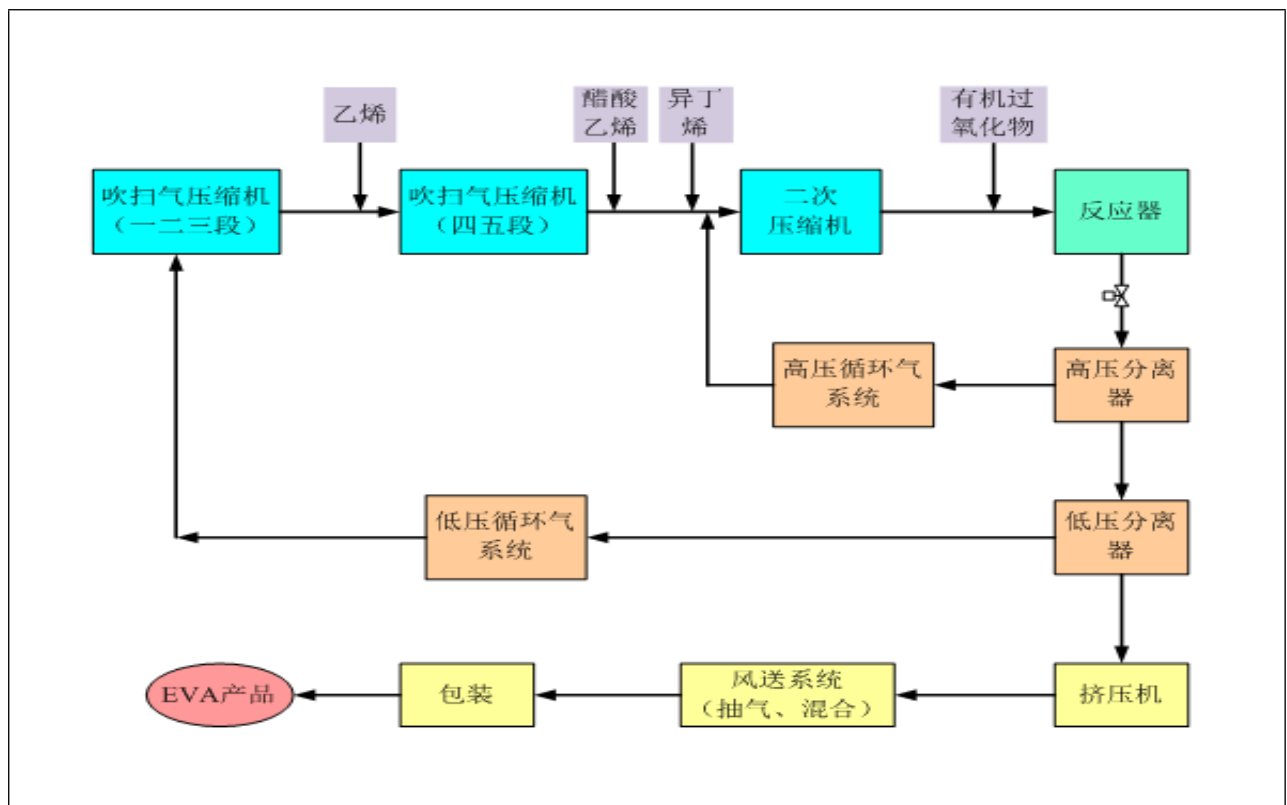 乙烯
醋酸
乙烯
异丁
烯
有机过
氧化物
吹扫气压缩机
（一二三段）
吹扫气压缩机
（四五段）
二次
压缩机
反应器
高压循环气
系统
高压分离
器
低压循环气
系统
低压分离
器
EVA产品
包装
风送系统
（抽气、混合）
挤压机